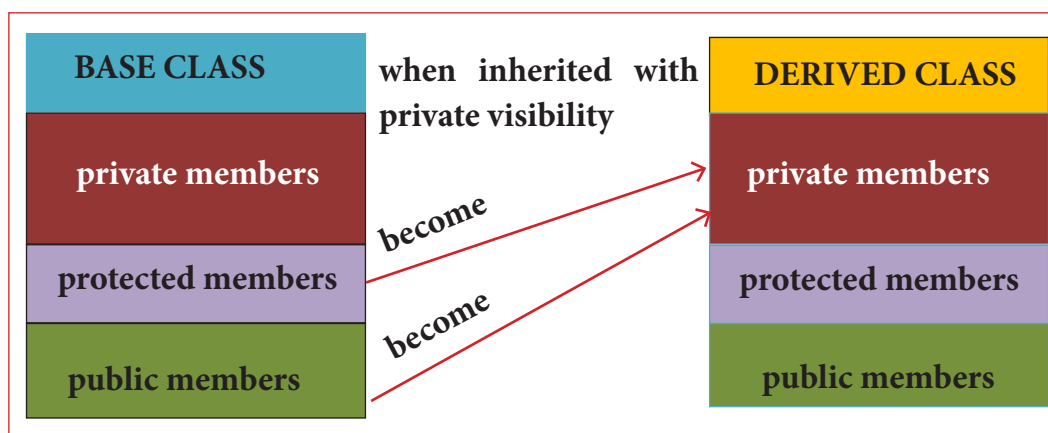 BASE CLASS
private members
protected members
public members
when inherited with
private visibility
become
become
DERIVED CLASS
private members
protected members
public members